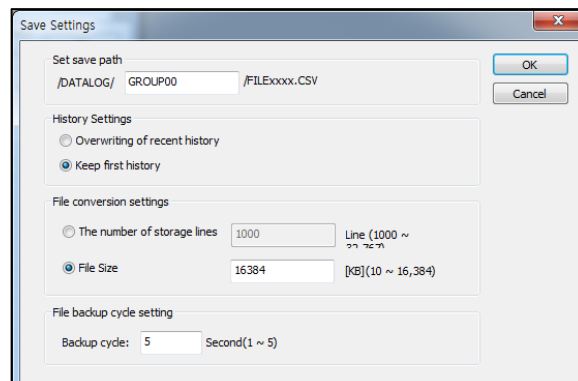 Save Settings
OK
Cancel
Set save path
/DATALOG/ GROUP00 /FILExxxx.CSV
History Settings
Overwriting of recent history
Keep first history
File conversion settings
The number of storage lines 1000 Line (1000 ~
32,767)
File Size 16384 [KB](10 ~ 16,384)
File backup cycle setting
Backup cycle: 5 Second(1 ~ 5)